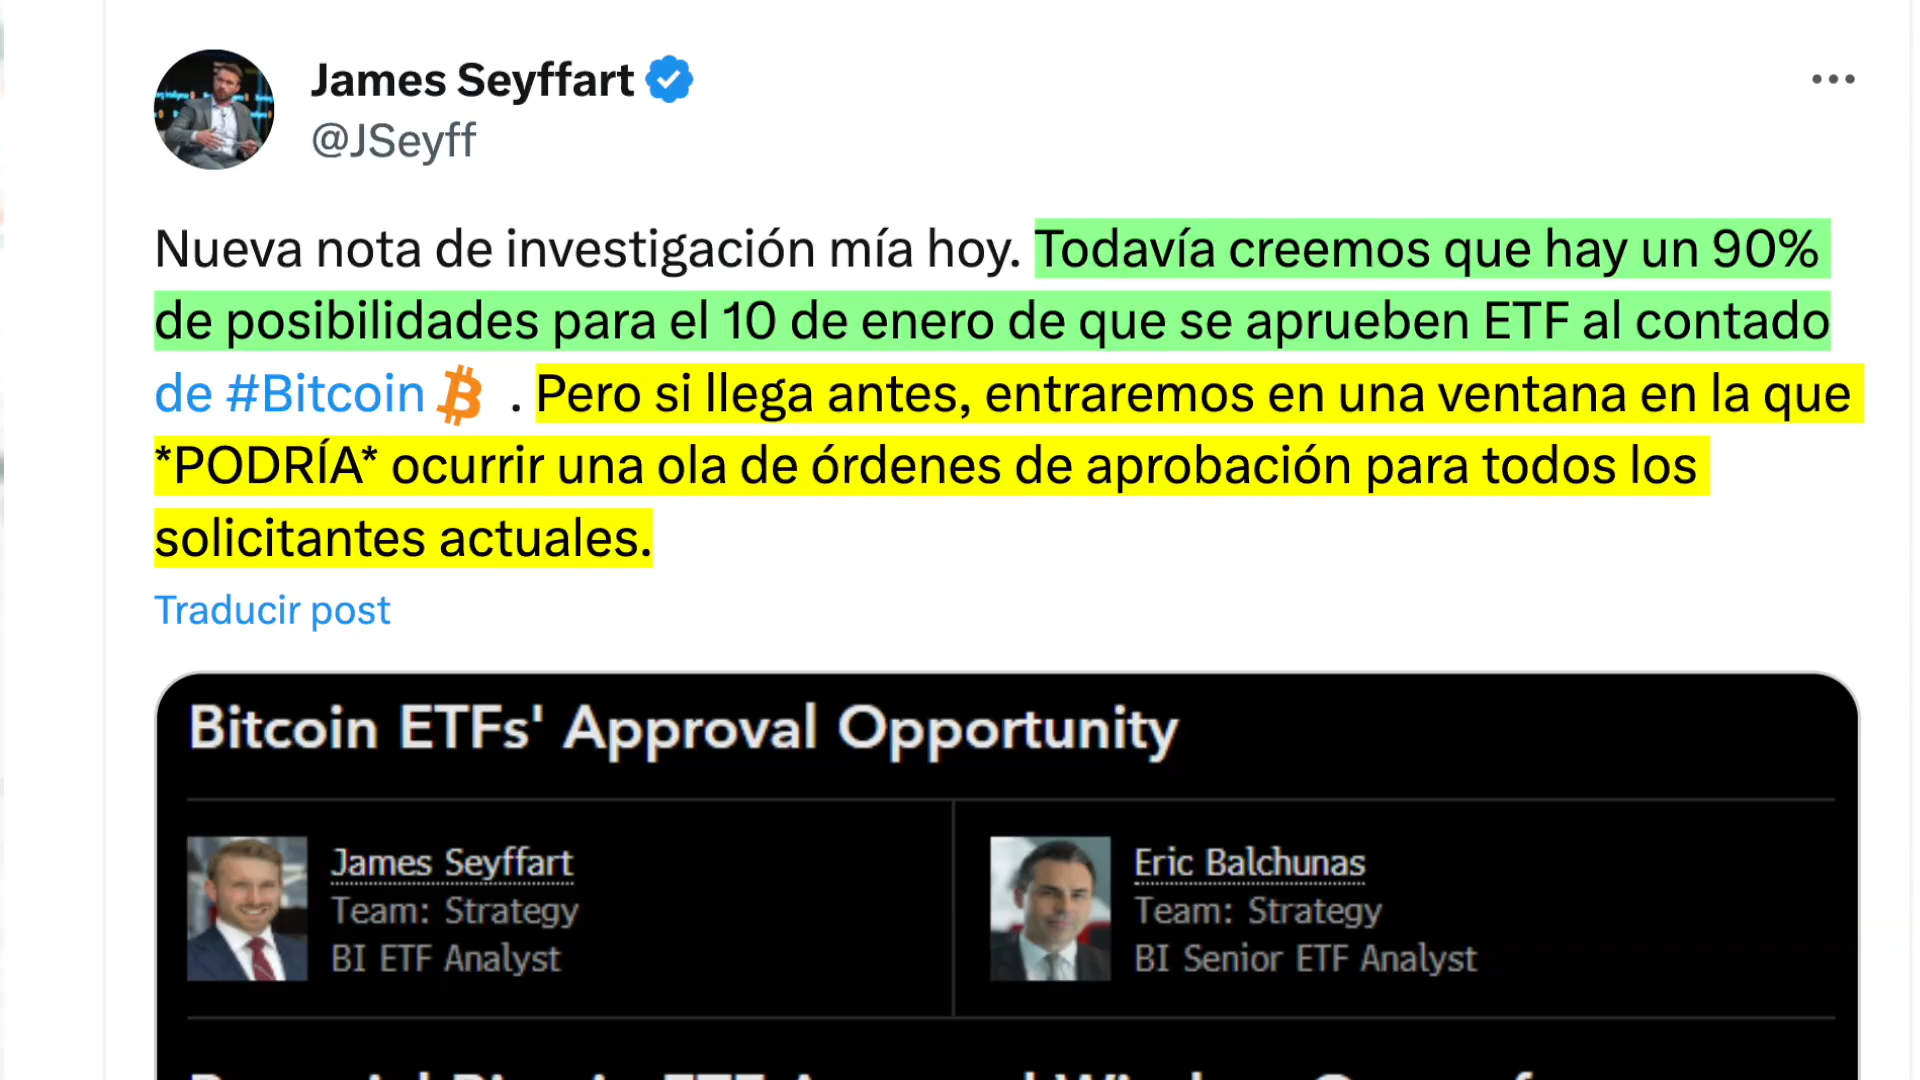 James Seyffart
@JSeyff
Nueva nota de investigación mía hoy. Todavía creemos que hay un 90%
de posibilidades para el 10 de enero de que se aprueben ETF al contado
de #Bitcoin . Pero si llega antes, entraremos en una ventana en la que
*PODRÍA* ocurrir una ola de órdenes de aprobación para todos los
solicitantes actuales.
Traducir post
Bitcoin ETFs' Approval Opportunity
James Seyffart
Team: Strategy
BI ETF Analyst
Eric Balchunas
Team: Strategy
BI Senior ETF Analyst